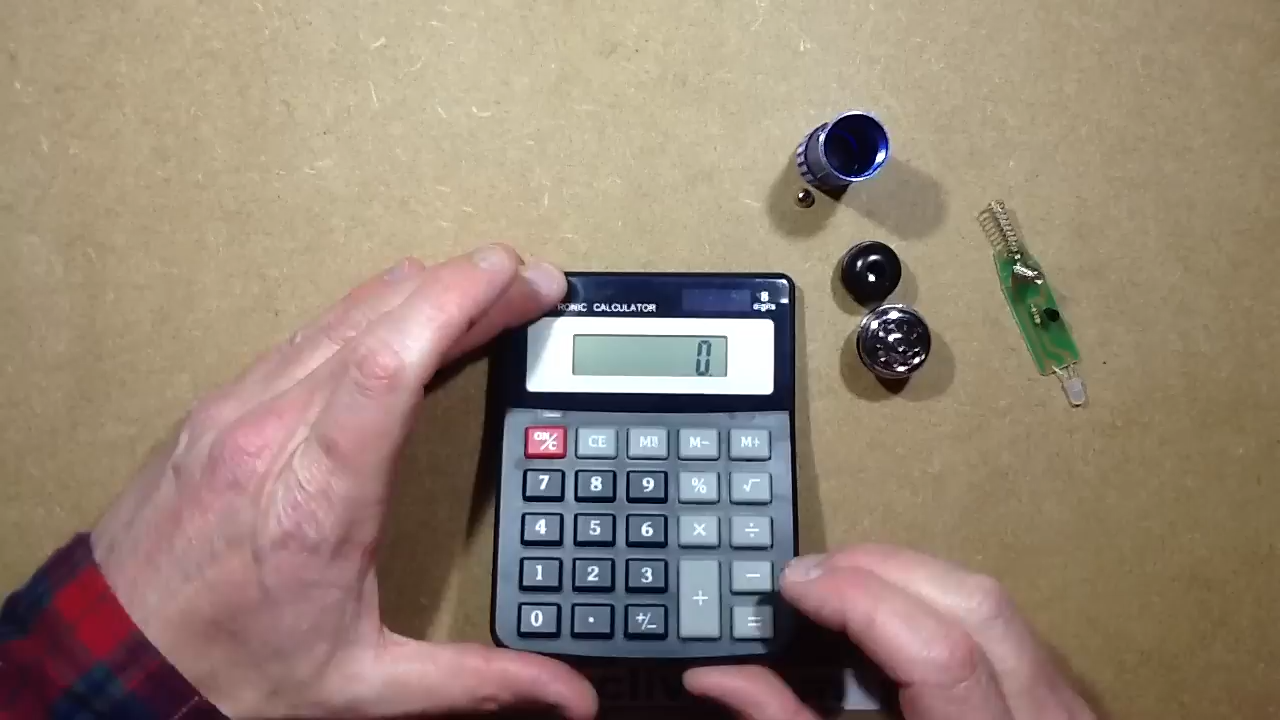 RONIC CALCULATOR
8
digits
0.
ON/C CE MR M− M+
7 8 9 % √
4 5 6 × ÷
1 2 3 + −
0 . +/− =